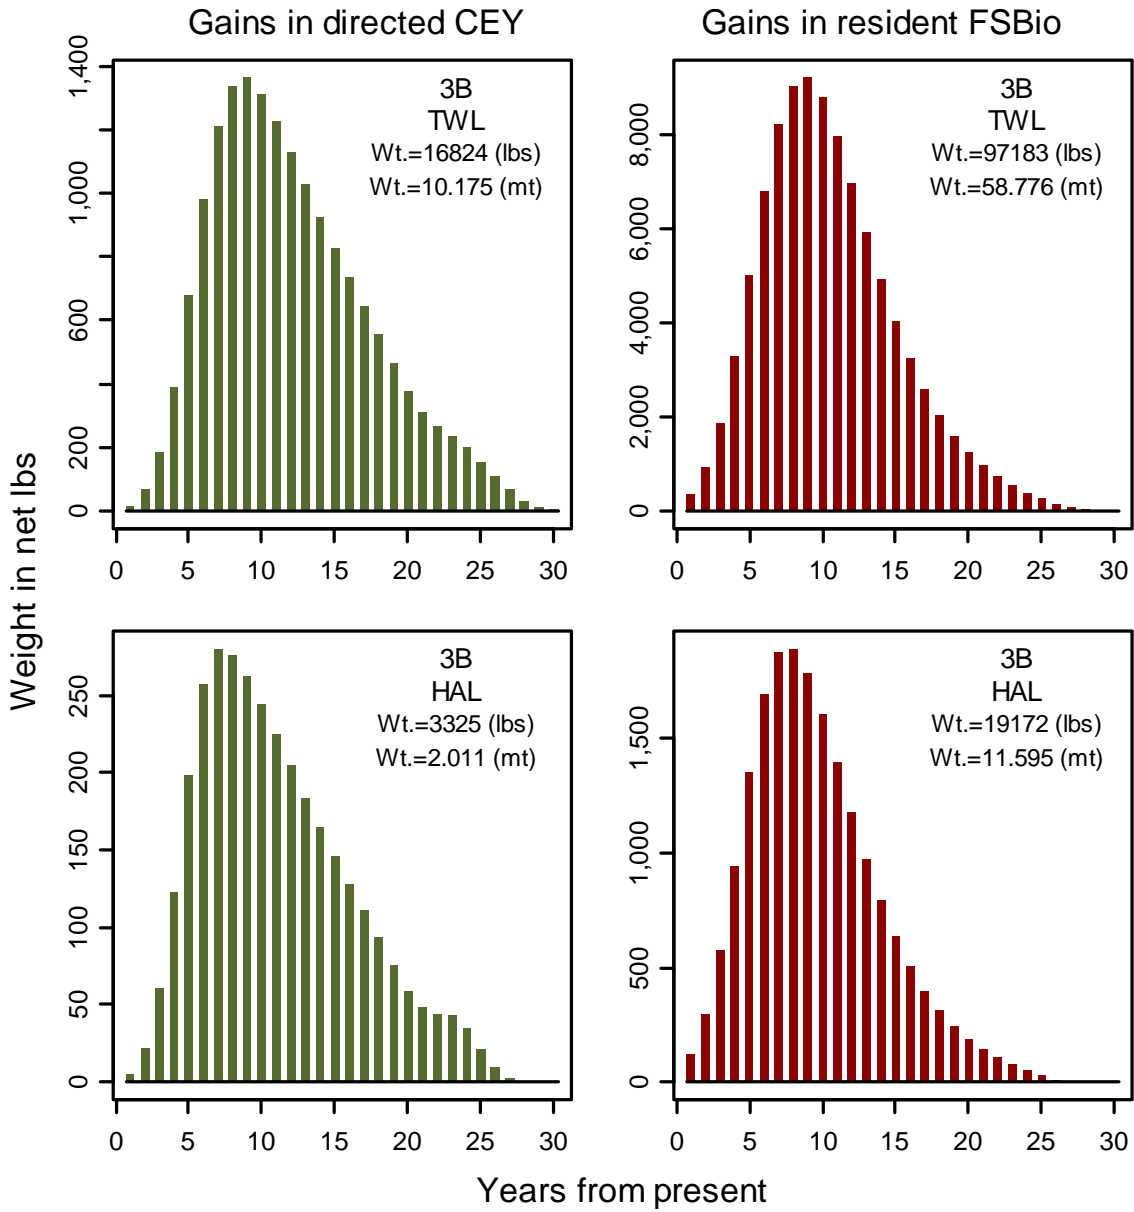 Gains in directed CEY
Gains in resident FSBio
Weight in net lbs
1,400
1,000
600
200
0
3B
TWL
Wt.=16824 (lbs)
Wt.=10.175 (mt)
0 5 10 15 20 25 30
8,000
6,000
4,000
2,000
0
3B
TWL
Wt.=97183 (lbs)
Wt.=58.776 (mt)
0 5 10 15 20 25 30
250
200
150
100
50
0
3B
HAL
Wt.=3325 (lbs)
Wt.=2.011 (mt)
0 5 10 15 20 25 30
1,500
1,000
500
0
3B
HAL
Wt.=19172 (lbs)
Wt.=11.595 (mt)
0 5 10 15 20 25 30
Years from present